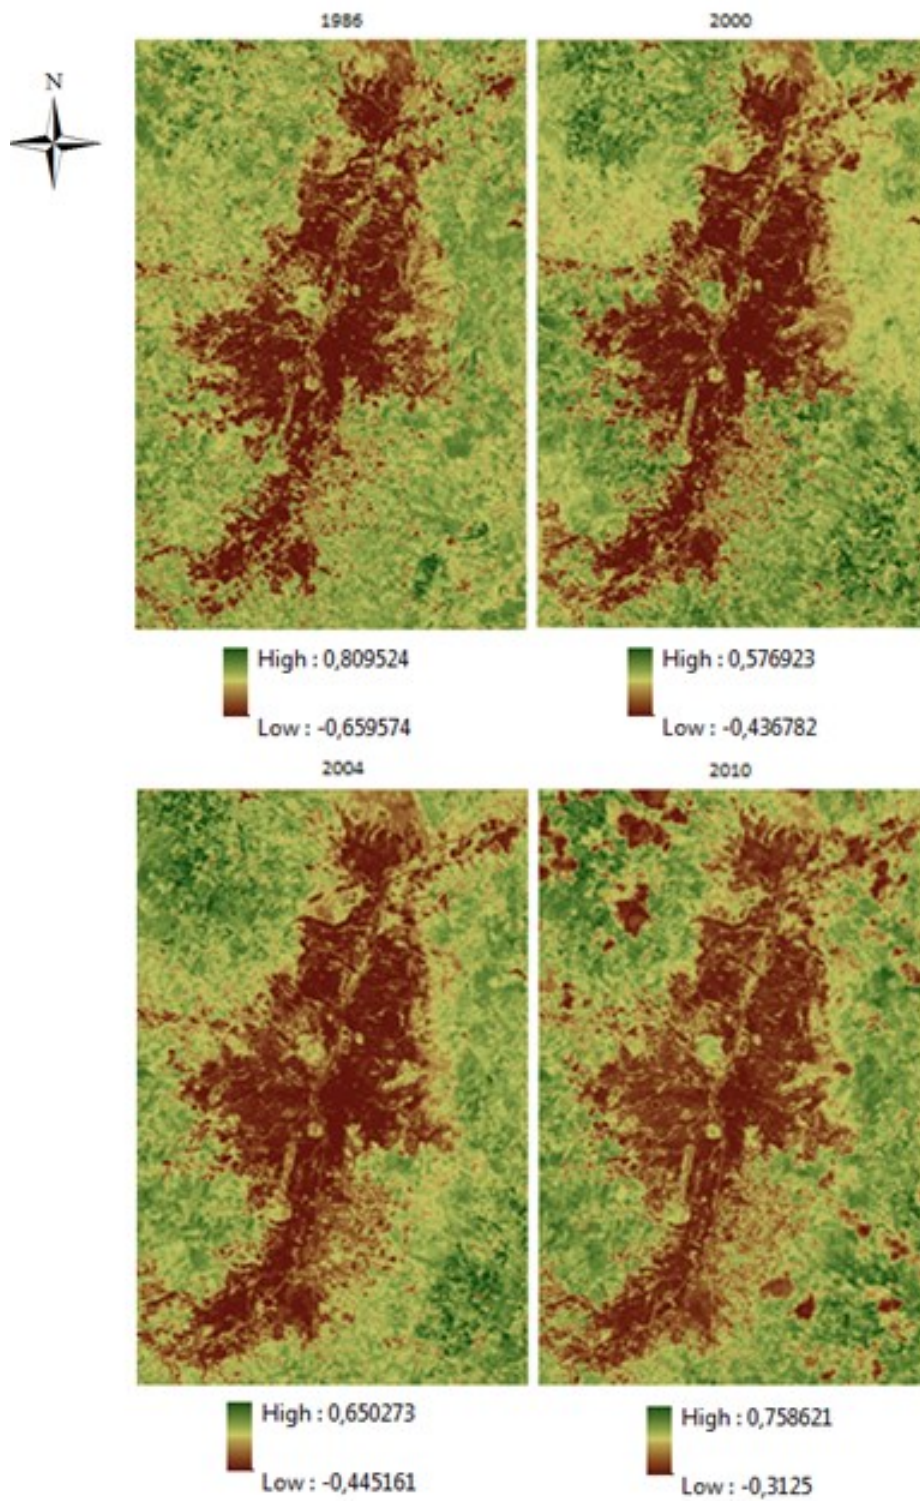 1986
2000
N
High : 0,809524
Low : -0,659574
High : 0,576923
Low : -0,436782
2004
2010
High : 0,650273
Low : -0,445161
High : 0,758621
Low : -0,3125